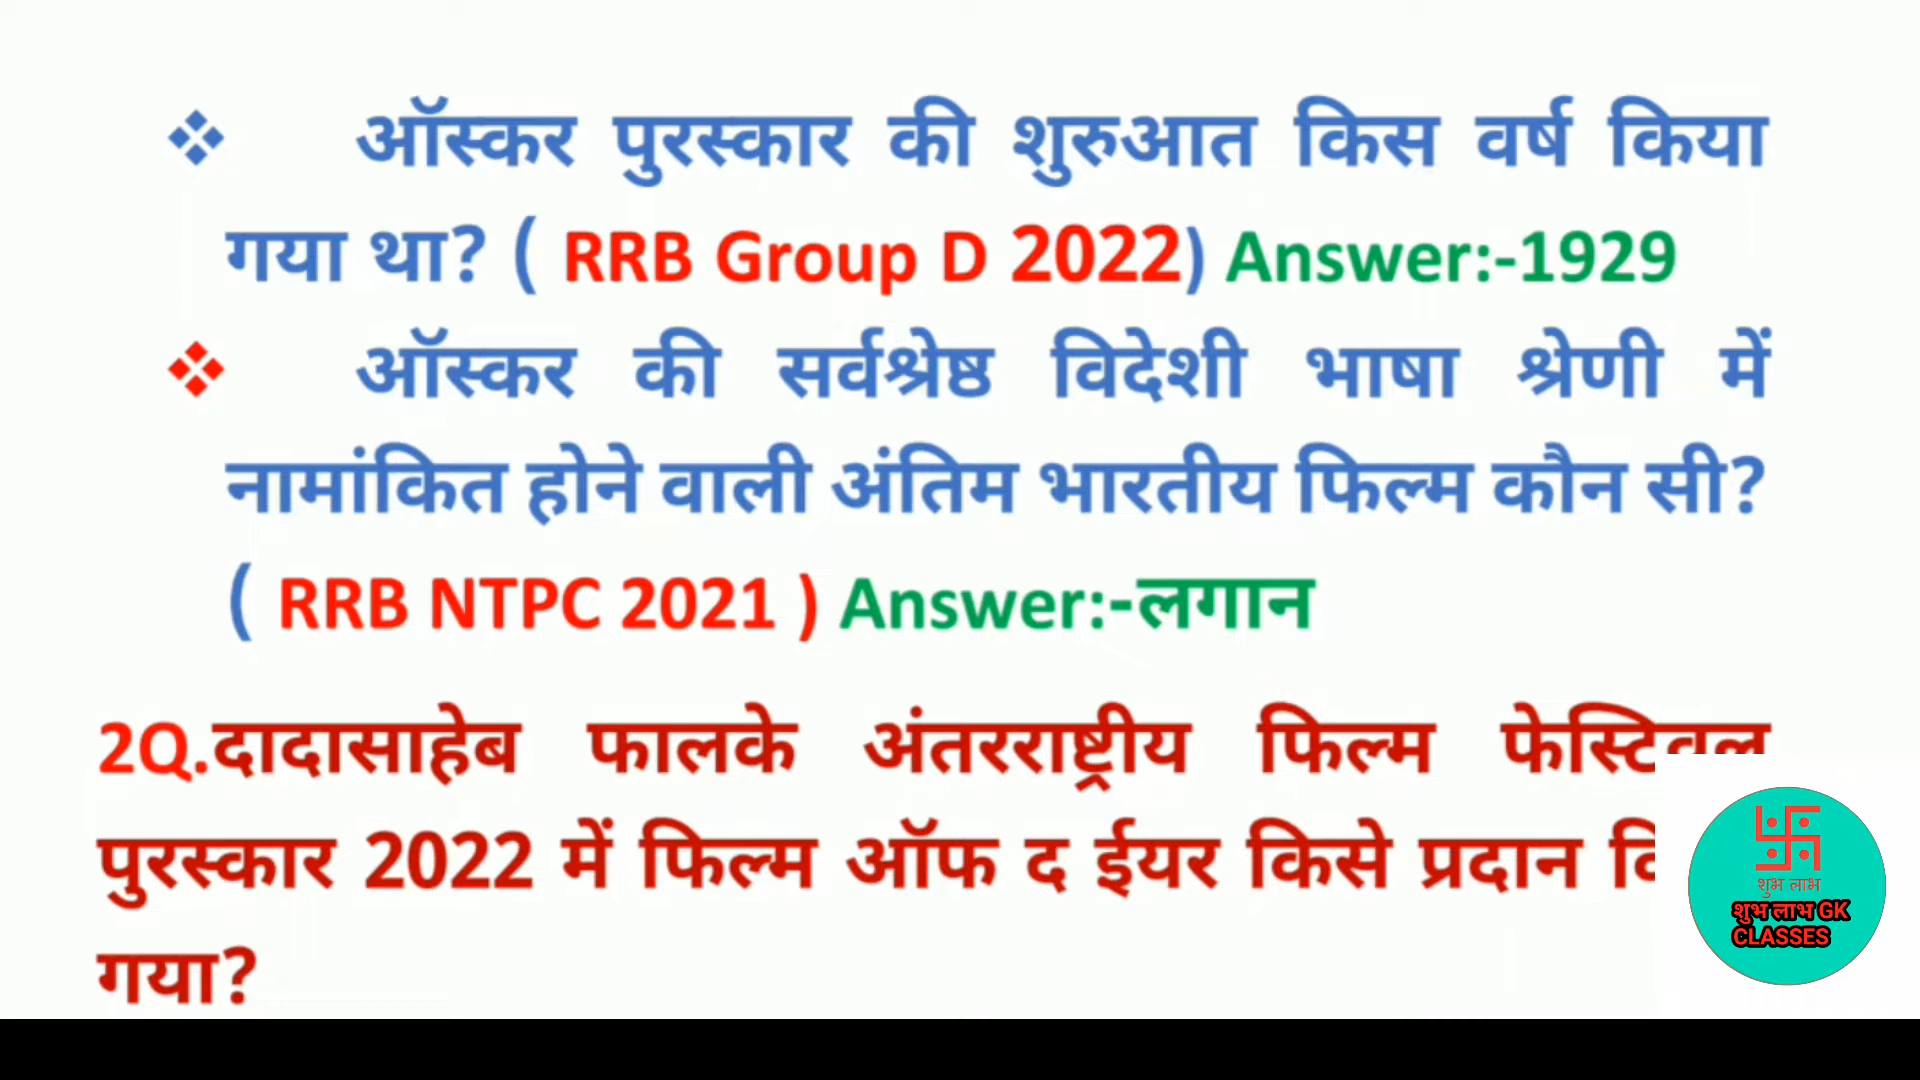 ❖ ऑस्कर पुरस्कार की शुरुआत किस वर्ष किया
गया था? ( RRB Group D 2022) Answer:-1929
❖ ऑस्कर की सर्वश्रेष्ठ विदेशी भाषा श्रेणी में
नामांकित होने वाली अंतिम भारतीय फिल्म कौन सी?
( RRB NTPC 2021 ) Answer:-लगान
2Q.दादासाहेब फालके अंतरराष्ट्रीय फिल्म फेस्टिवल
पुरस्कार 2022 में फिल्म ऑफ द ईयर किसे प्रदान
गया?
शुभ लाभ
शुभ लाभ GK
CLASSES